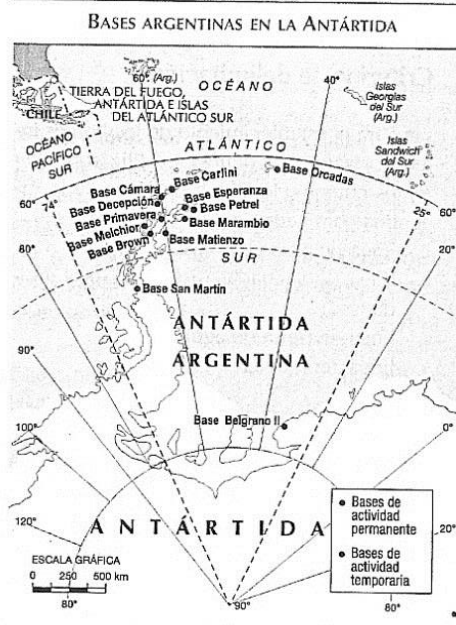 BASES ARGENTINAS EN LA ANTÁRTIDA
60° (Arg.)
TIERRA DEL FUEGO,
ANTÁRTIDA E ISLAS
DEL ATLÁNTICO SUR
CHILE
OCÉANO
PACÍFICO
SUR
OCÉANO
ATLÁNTICO
SUR
40°
Islas
Georgias
del Sur
(Arg.)
Islas
Sandwich
del Sur
(Arg.)
60°
74°
25°
60°
Base Carlini
Base Orcadas
Base Cámara
Base Esperanza
Base Decepción
Base Petrel
Base Primavera
Base Marambio
Base Melchior
Base Brown
Base Matienzo
Base San Martín
80°
20°
ANTÁRTIDA
ARGENTINA
90°
Base Belgrano II
100°
0°
120°
ANTÁRTIDA
20°
Bases de
actividad
permanente
Bases de
actividad
temporaria
ESCALA GRÁFICA
0 250 500 km
80°
90°
80°